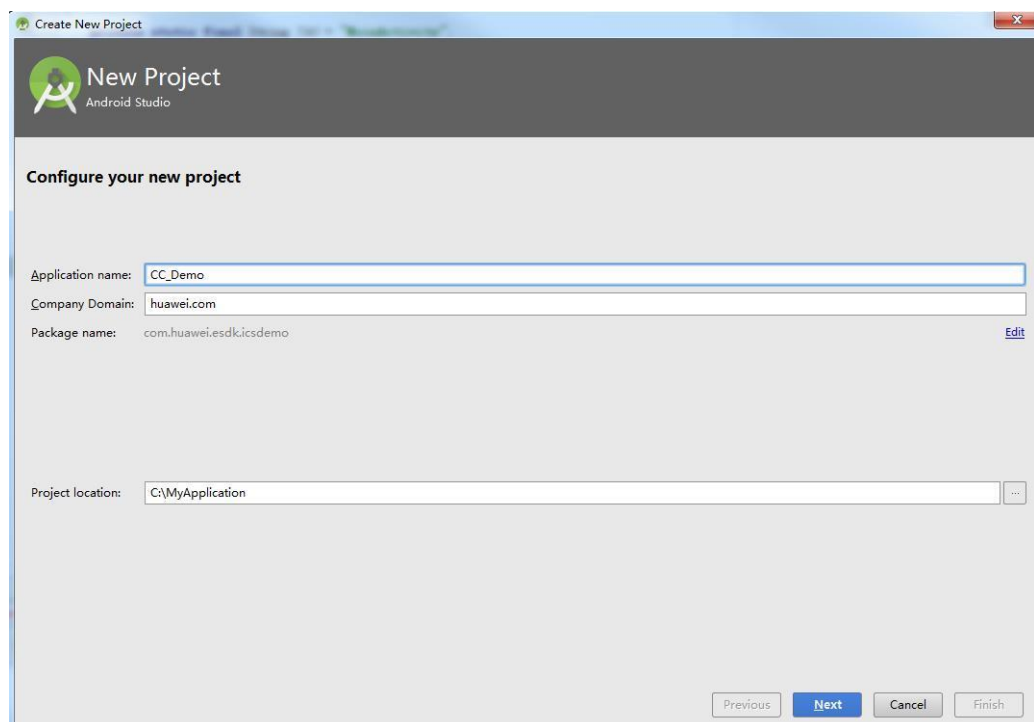 Create New Project
New Project
Android Studio
Configure your new project
Application name: CC_Demo
Company Domain: huawei.com
Package name: com.huawei.esdk.icsdemo Edit
Project location: C:\MyApplication ...
Previous Next Cancel Finish